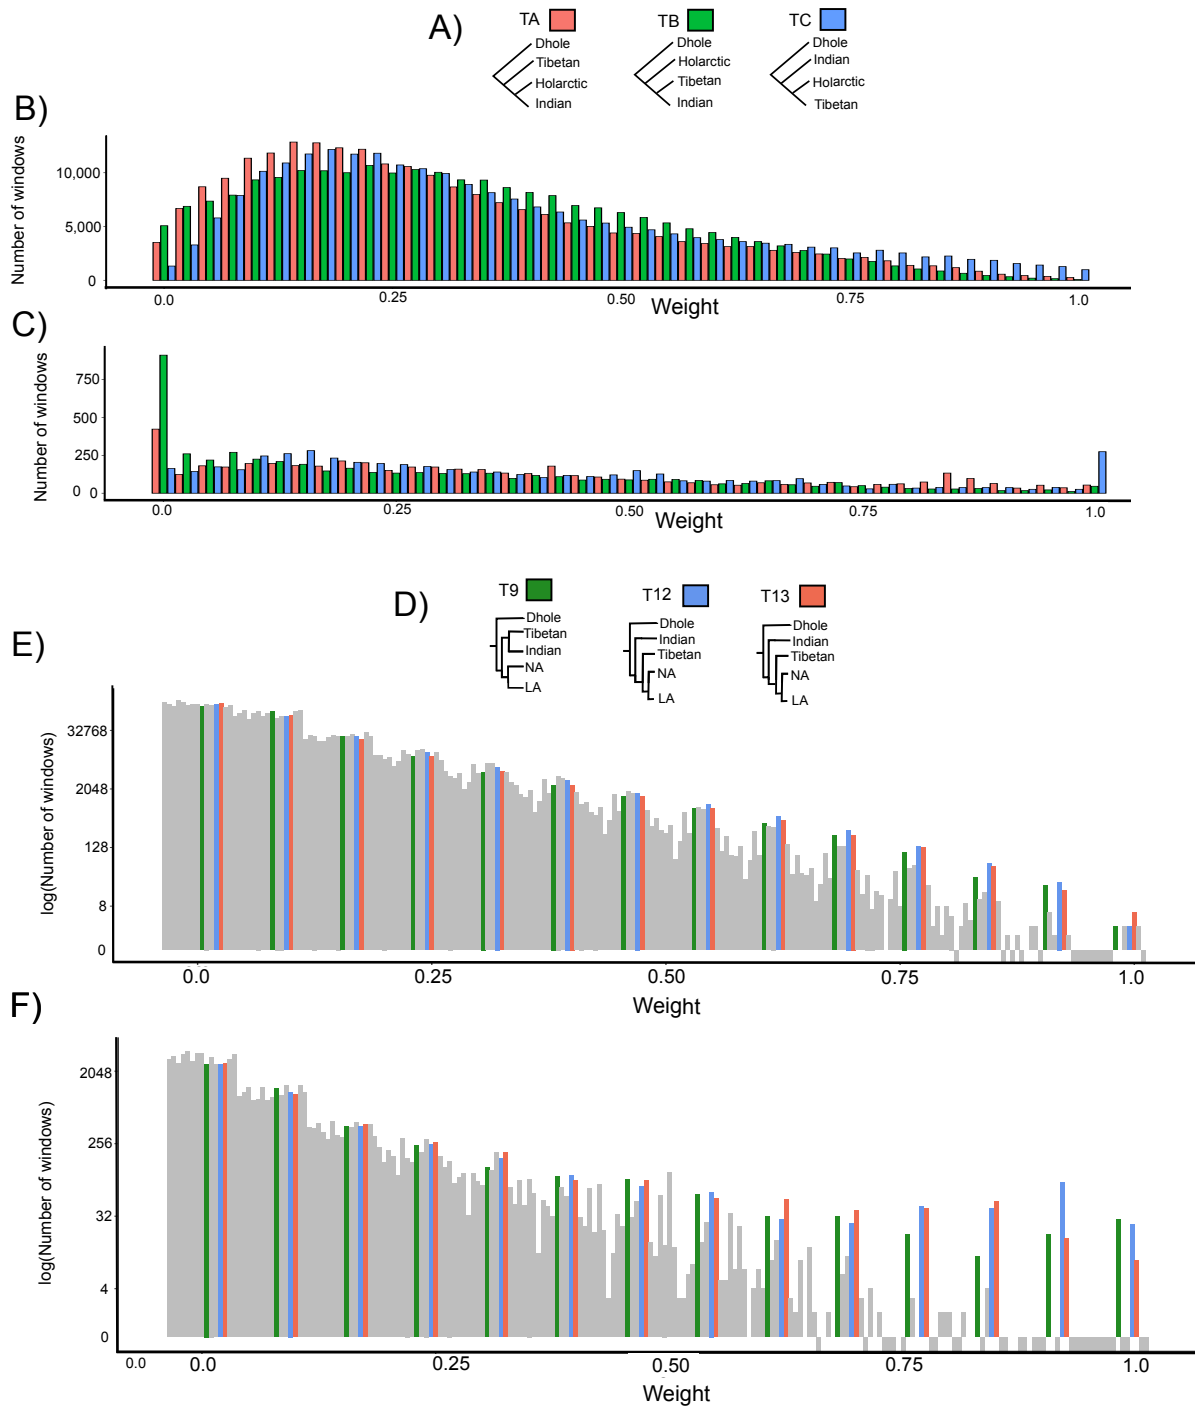 A)
TA
TB
TC
Dhole
Tibetan
Holarctic
Indian
Dhole
Holarctic
Tibetan
Indian
Dhole
Indian
Holarctic
Tibetan
B)
Number of windows
10,000
5,000
0
0.0
0.25
0.50
0.75
1.0
Weight
C)
Number of windows
750
500
250
0
0
0.0
0.25
0.50
0.75
1.0
Weight
D)
T9
T12
T13
Dhole
Tibetan
Indian
NA
LA
Dhole
Indian
Tibetan
NA
LA
Dhole
Indian
Tibetan
NA
LA
E)
log(Number of windows)
32768
2048
128
8
0
0.0
0.25
0.50
0.75
1.0
Weight
F)
log(Number of windows)
2048
256
32
4
0
0.0
0.0
0.25
0.50
0.75
1.0
Weight